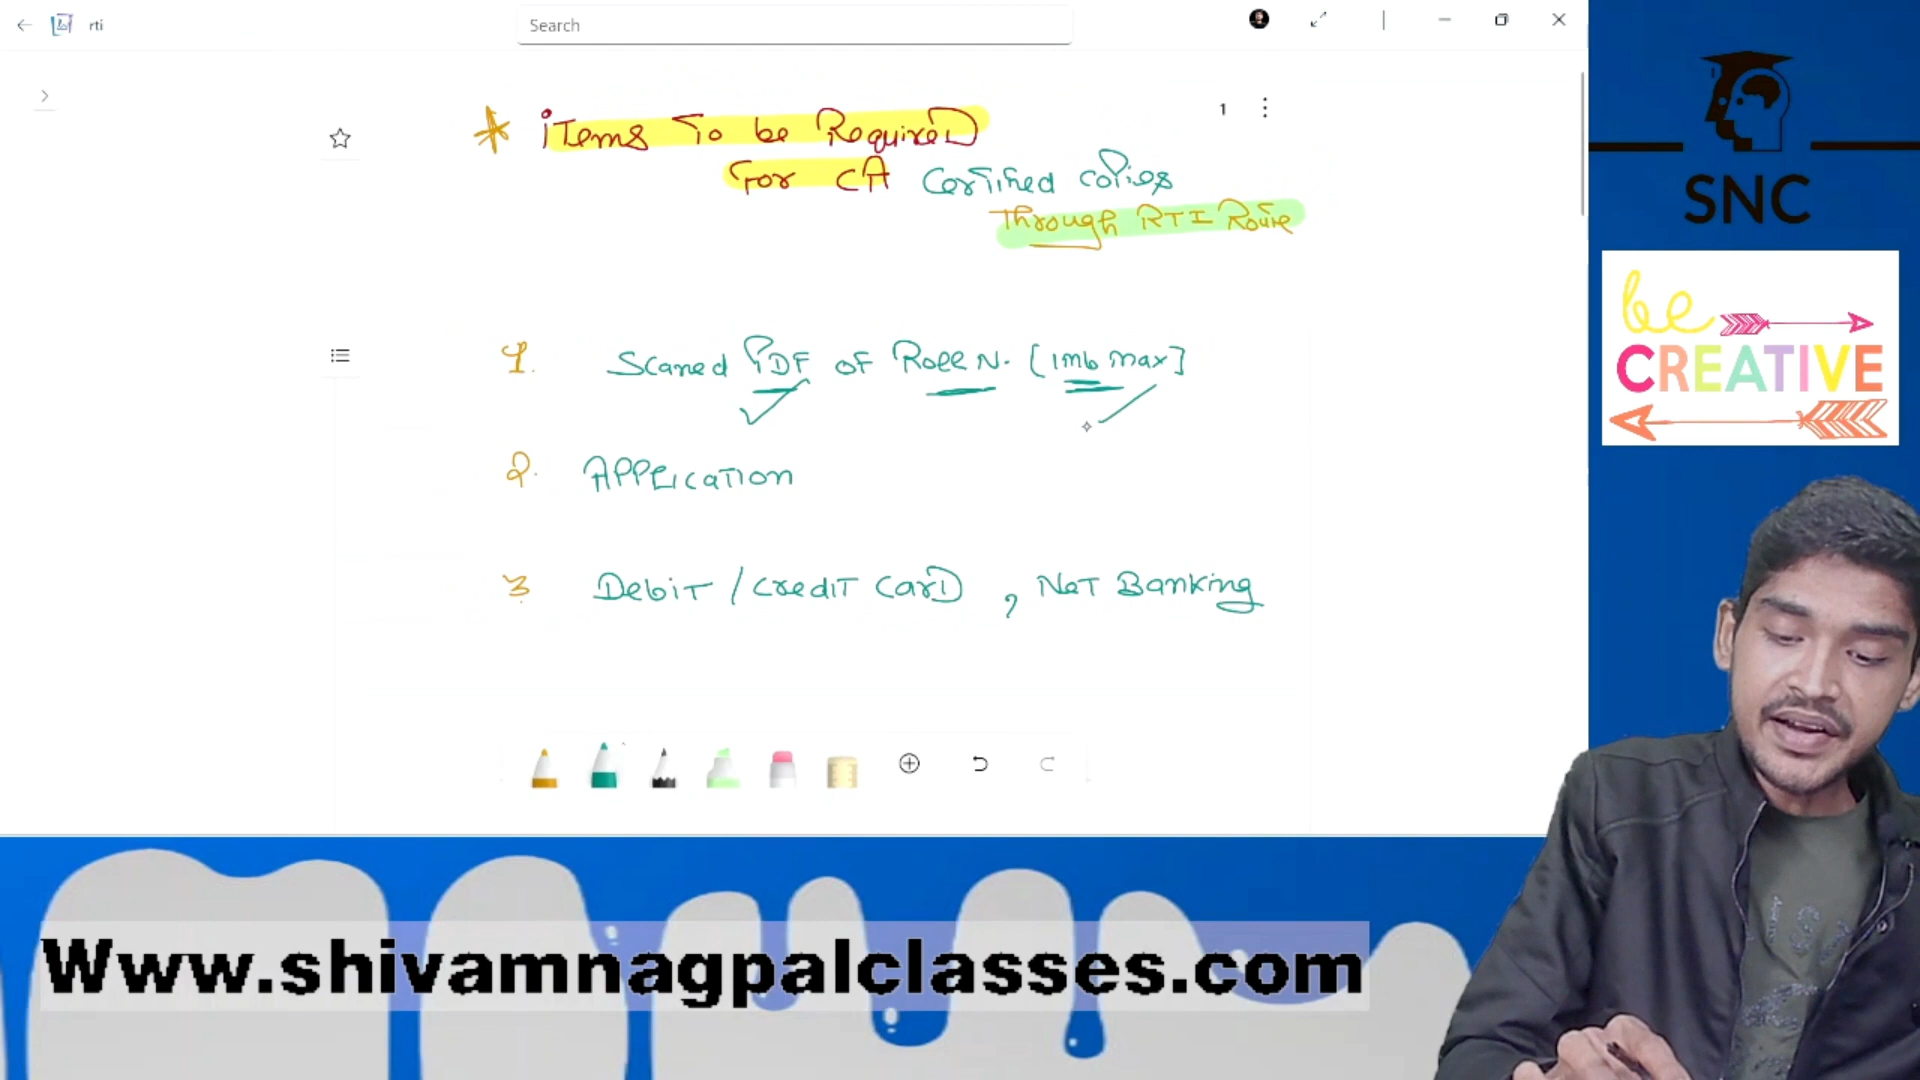 rti
Search
1
* items To be Required
For CA Certified copies
Through RTI Route
1. Scaned PDF of Roll N. [1mb max]
2. Application
3 Debit / Credit Card , Net Banking
SNC
be
CREATIVE
Www.shivamnagpalclasses.com